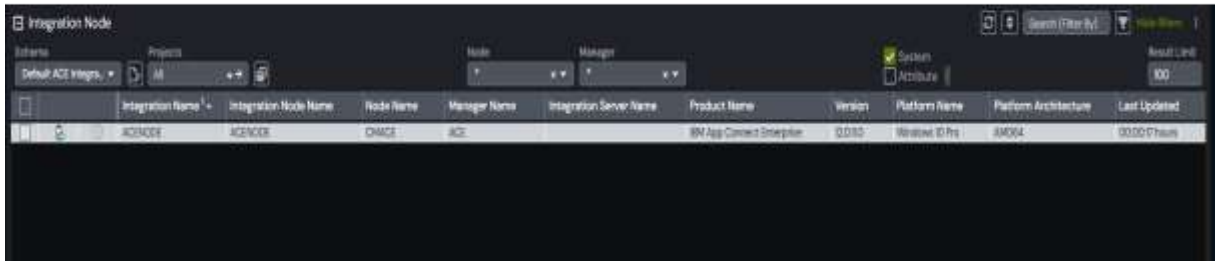 Integration Node
Search (Filter By) Hide filters
Schema Projects Node Manager System Result Limit
Default ACE Integra, All * * Attribute 100
Integration Name Integration Node Name Node Name Manager Name Integration Server Name Product Name Version Platform Name Platform Architecture Last Updated
ACENODE ACENODE ACE IBM App Connect Enterprise Windows 10 Pro AMD64